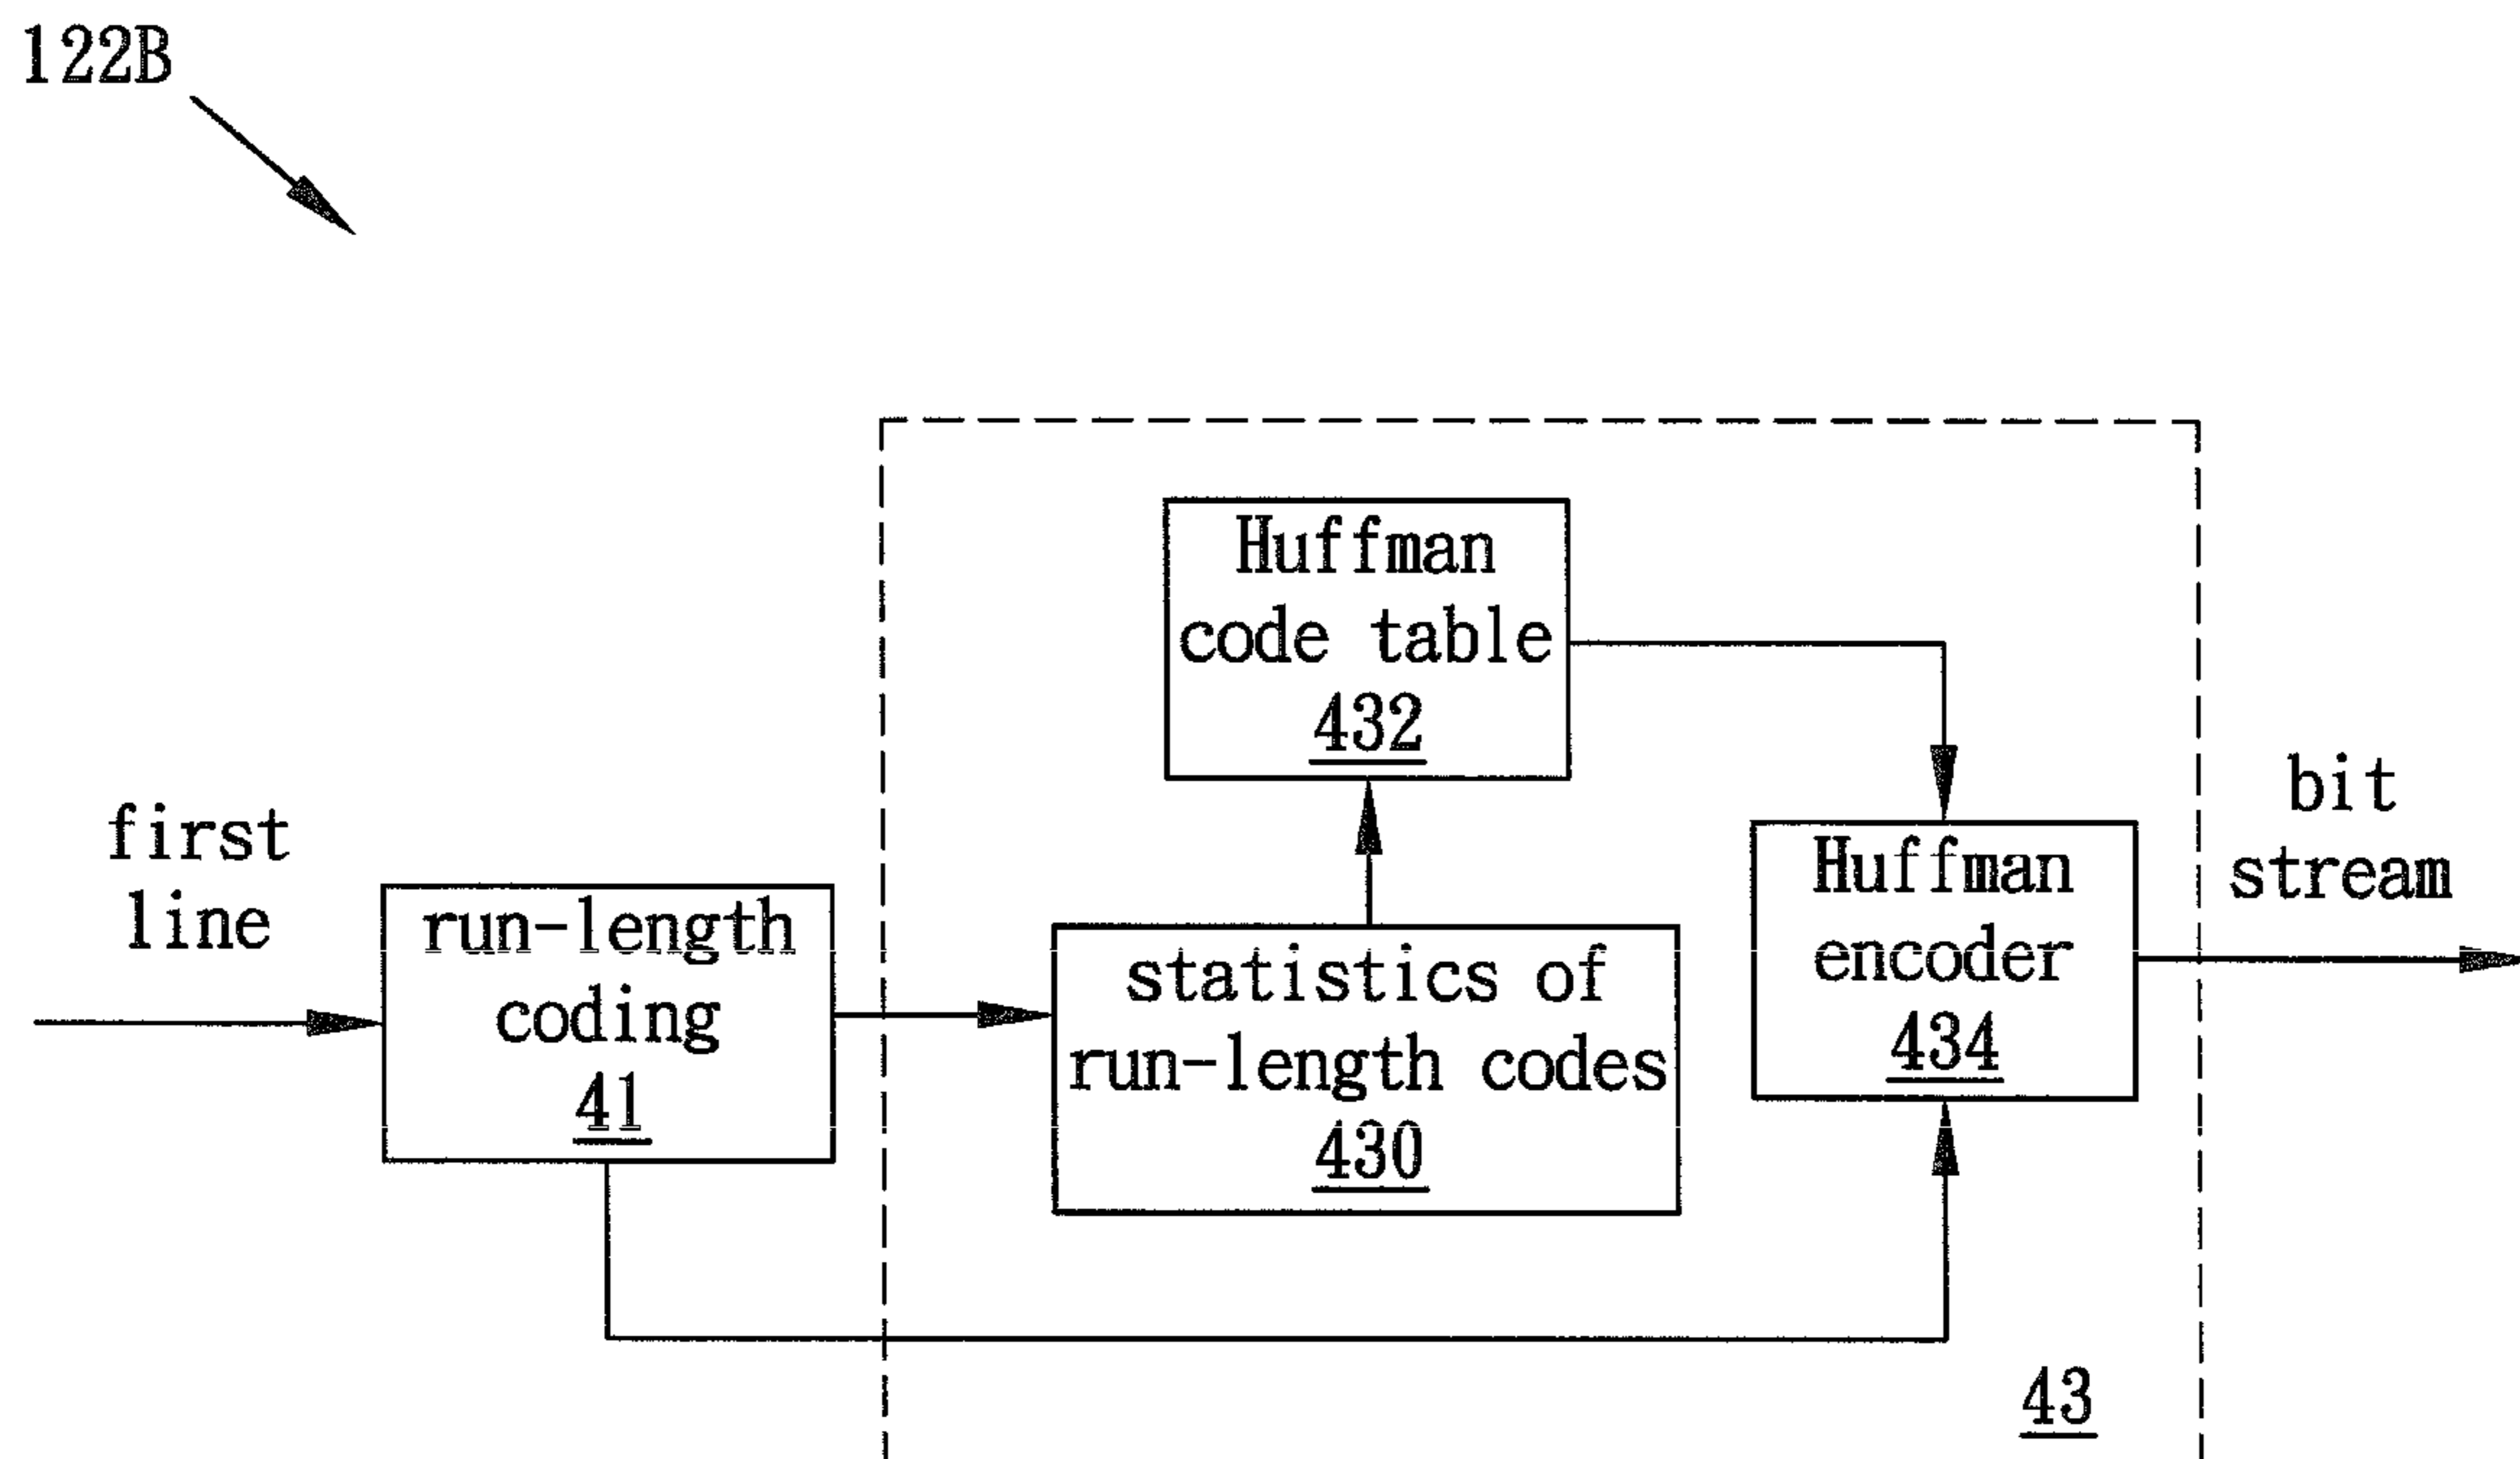 122B
Huffman
code table
432
first
line
run-length
coding
41
statistics of
run-length codes
430
Huffman
encoder
434
bit
stream
43